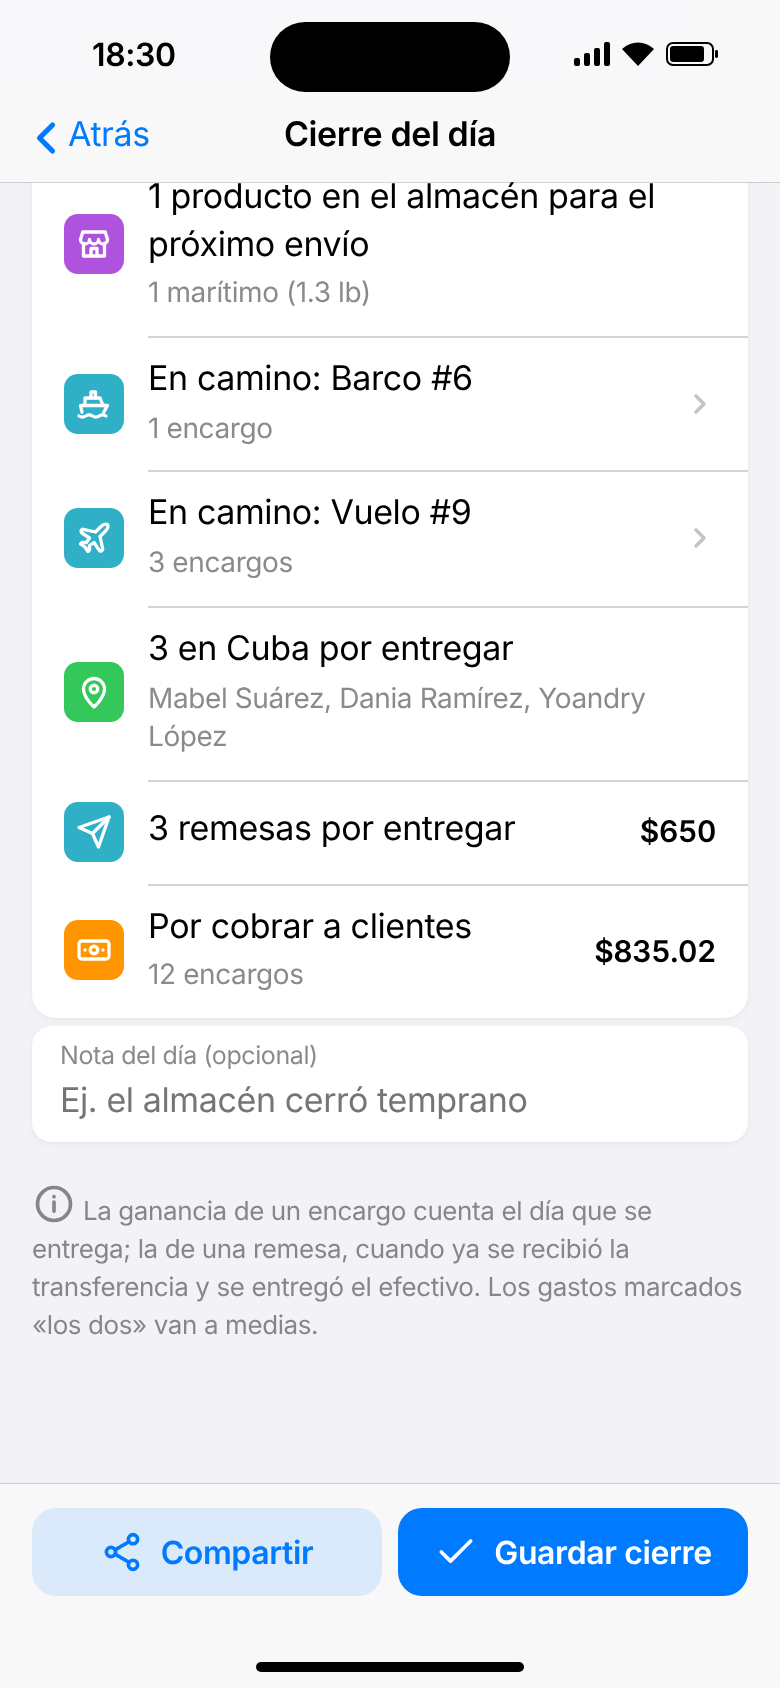 18:30
Atrás
Cierre del día
1 producto en el almacén para el
próximo envío
1 marítimo (1.3 lb)
En camino: Barco #6
1 encargo
En camino: Vuelo #9
3 encargos
3 en Cuba por entregar
Mabel Suárez, Dania Ramírez, Yoandry
López
3 remesas por entregar
$650
Por cobrar a clientes
12 encargos
$835.02
Nota del día (opcional)
Ej. el almacén cerró temprano
La ganancia de un encargo cuenta el día que se
entrega; la de una remesa, cuando ya se recibió la
transferencia y se entregó el efectivo. Los gastos marcados
«los dos» van a medias.
Compartir
Guardar cierre